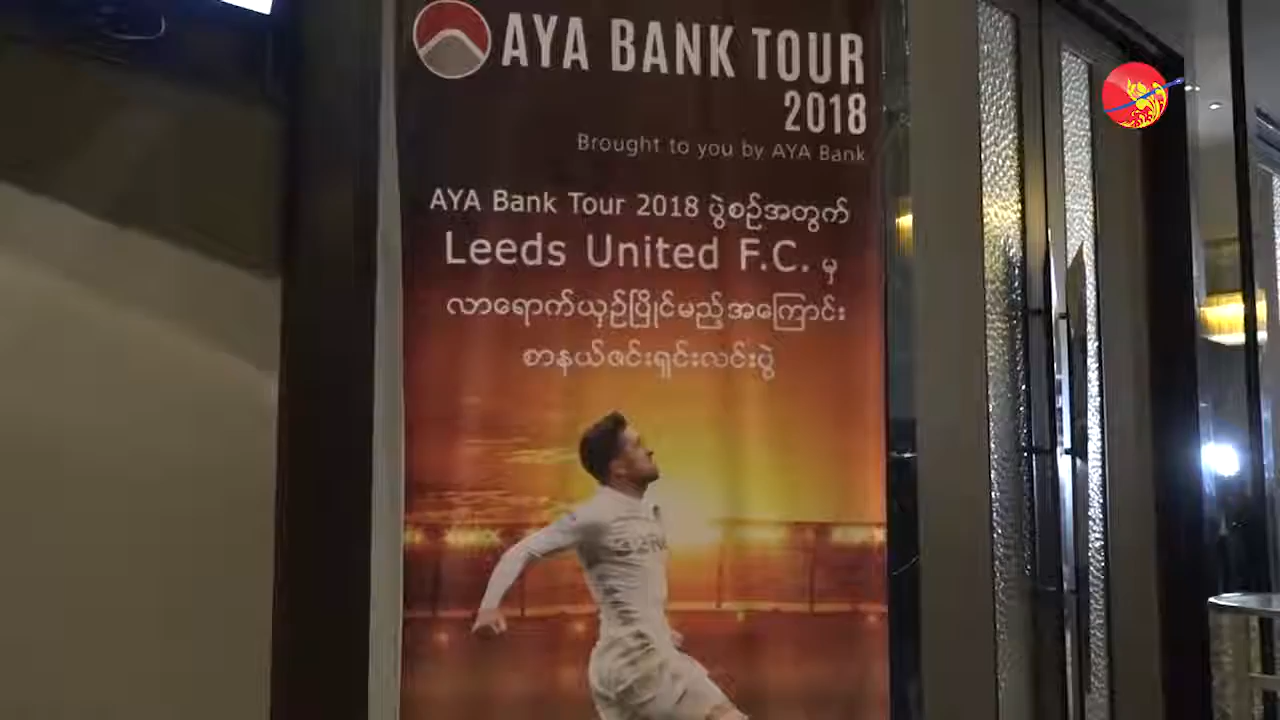 AYA BANK TOUR
2018
Brought to you by AYA Bank
AYA Bank Tour 2018 ပွဲစဉ်အတွက်
Leeds United F.C. မှ
လာရောက်ယှဉ်ပြိုင်မည့်အကြောင်း
စာနယ်ဇင်းရှင်းလင်းပွဲ